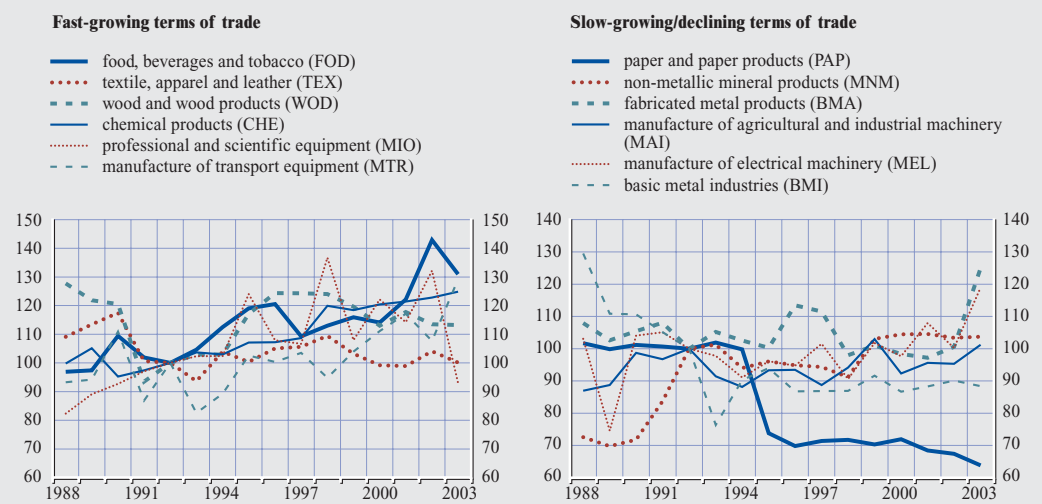 Fast-growing terms of trade
food, beverages and tobacco (FOD)
textile, apparel and leather (TEX)
wood and wood products (WOD)
chemical products (CHE)
professional and scientific equipment (MIO)
manufacture of transport equipment (MTR)
150 150
140 140
130 130
120 120
110 110
100 100
90 90
80 80
70 70
60 60
1988 1991 1994 1997 2000 2003
Slow-growing/declining terms of trade
paper and paper products (PAP)
non-metallic mineral products (MNM)
fabricated metal products (BMA)
manufacture of agricultural and industrial machinery
(MAI)
manufacture of electrical machinery (MEL)
basic metal industries (BMI)
140 140
130 130
120 120
110 110
100 100
90 90
80 80
70 70
60 60
1988 1991 1994 1997 2000 2003